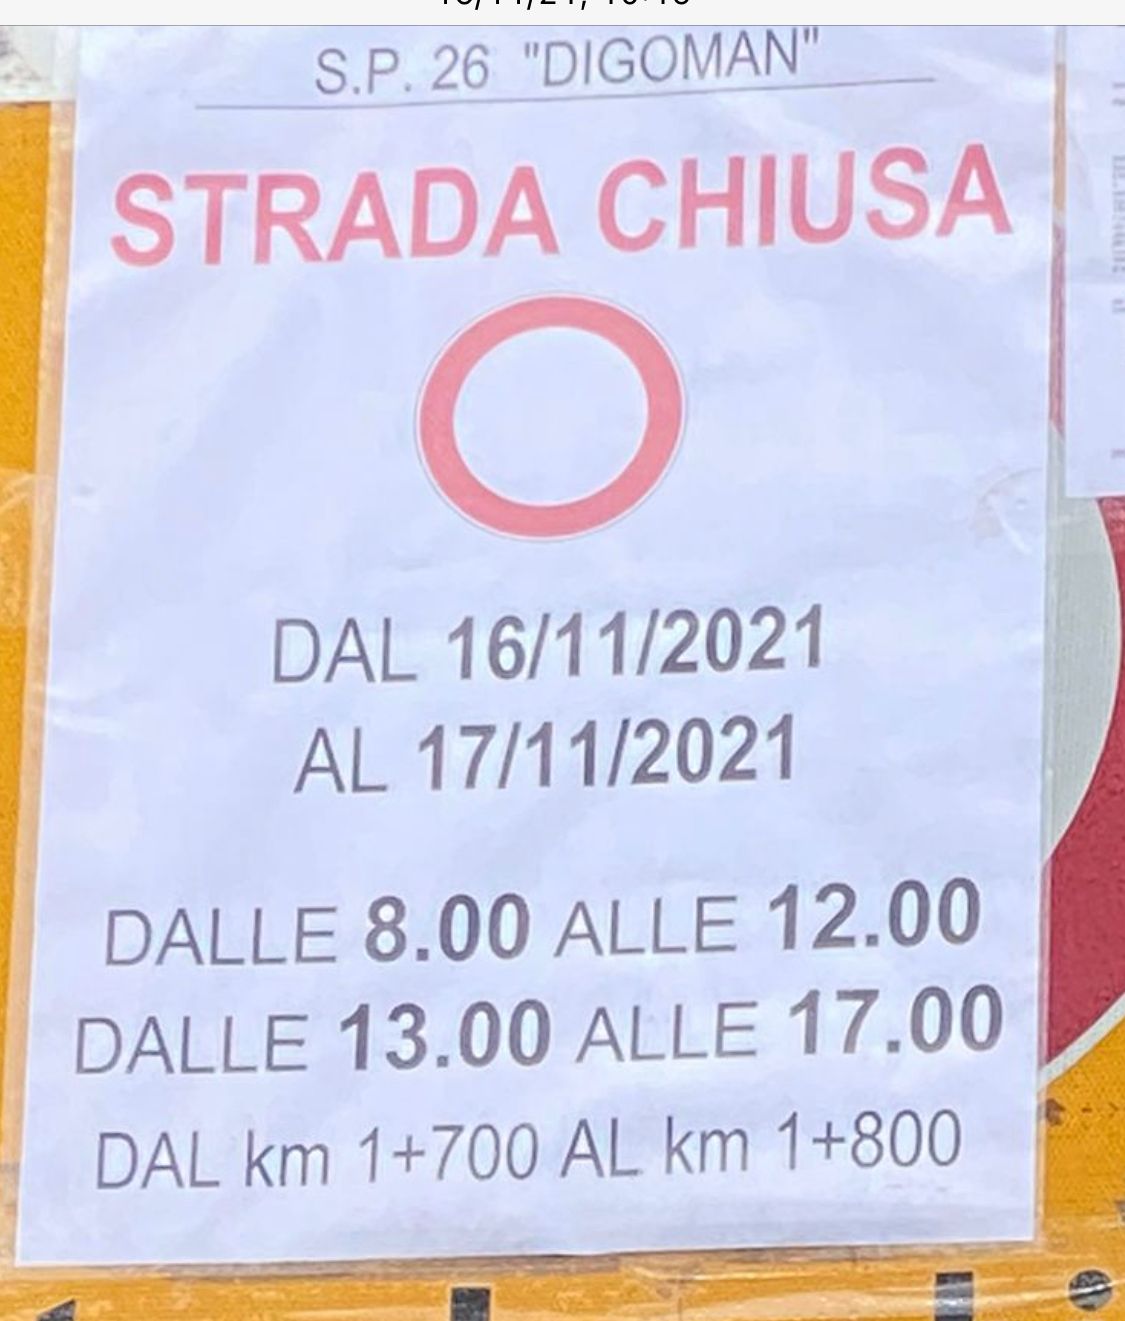 S.P. 26 "DIGOMAN"
STRADA CHIUSA
DAL 16/11/2021
AL 17/11/2021
DALLE 8.00 ALLE 12.00
DALLE 13.00 ALLE 17.00
DAL km 1+700 AL km 1+800